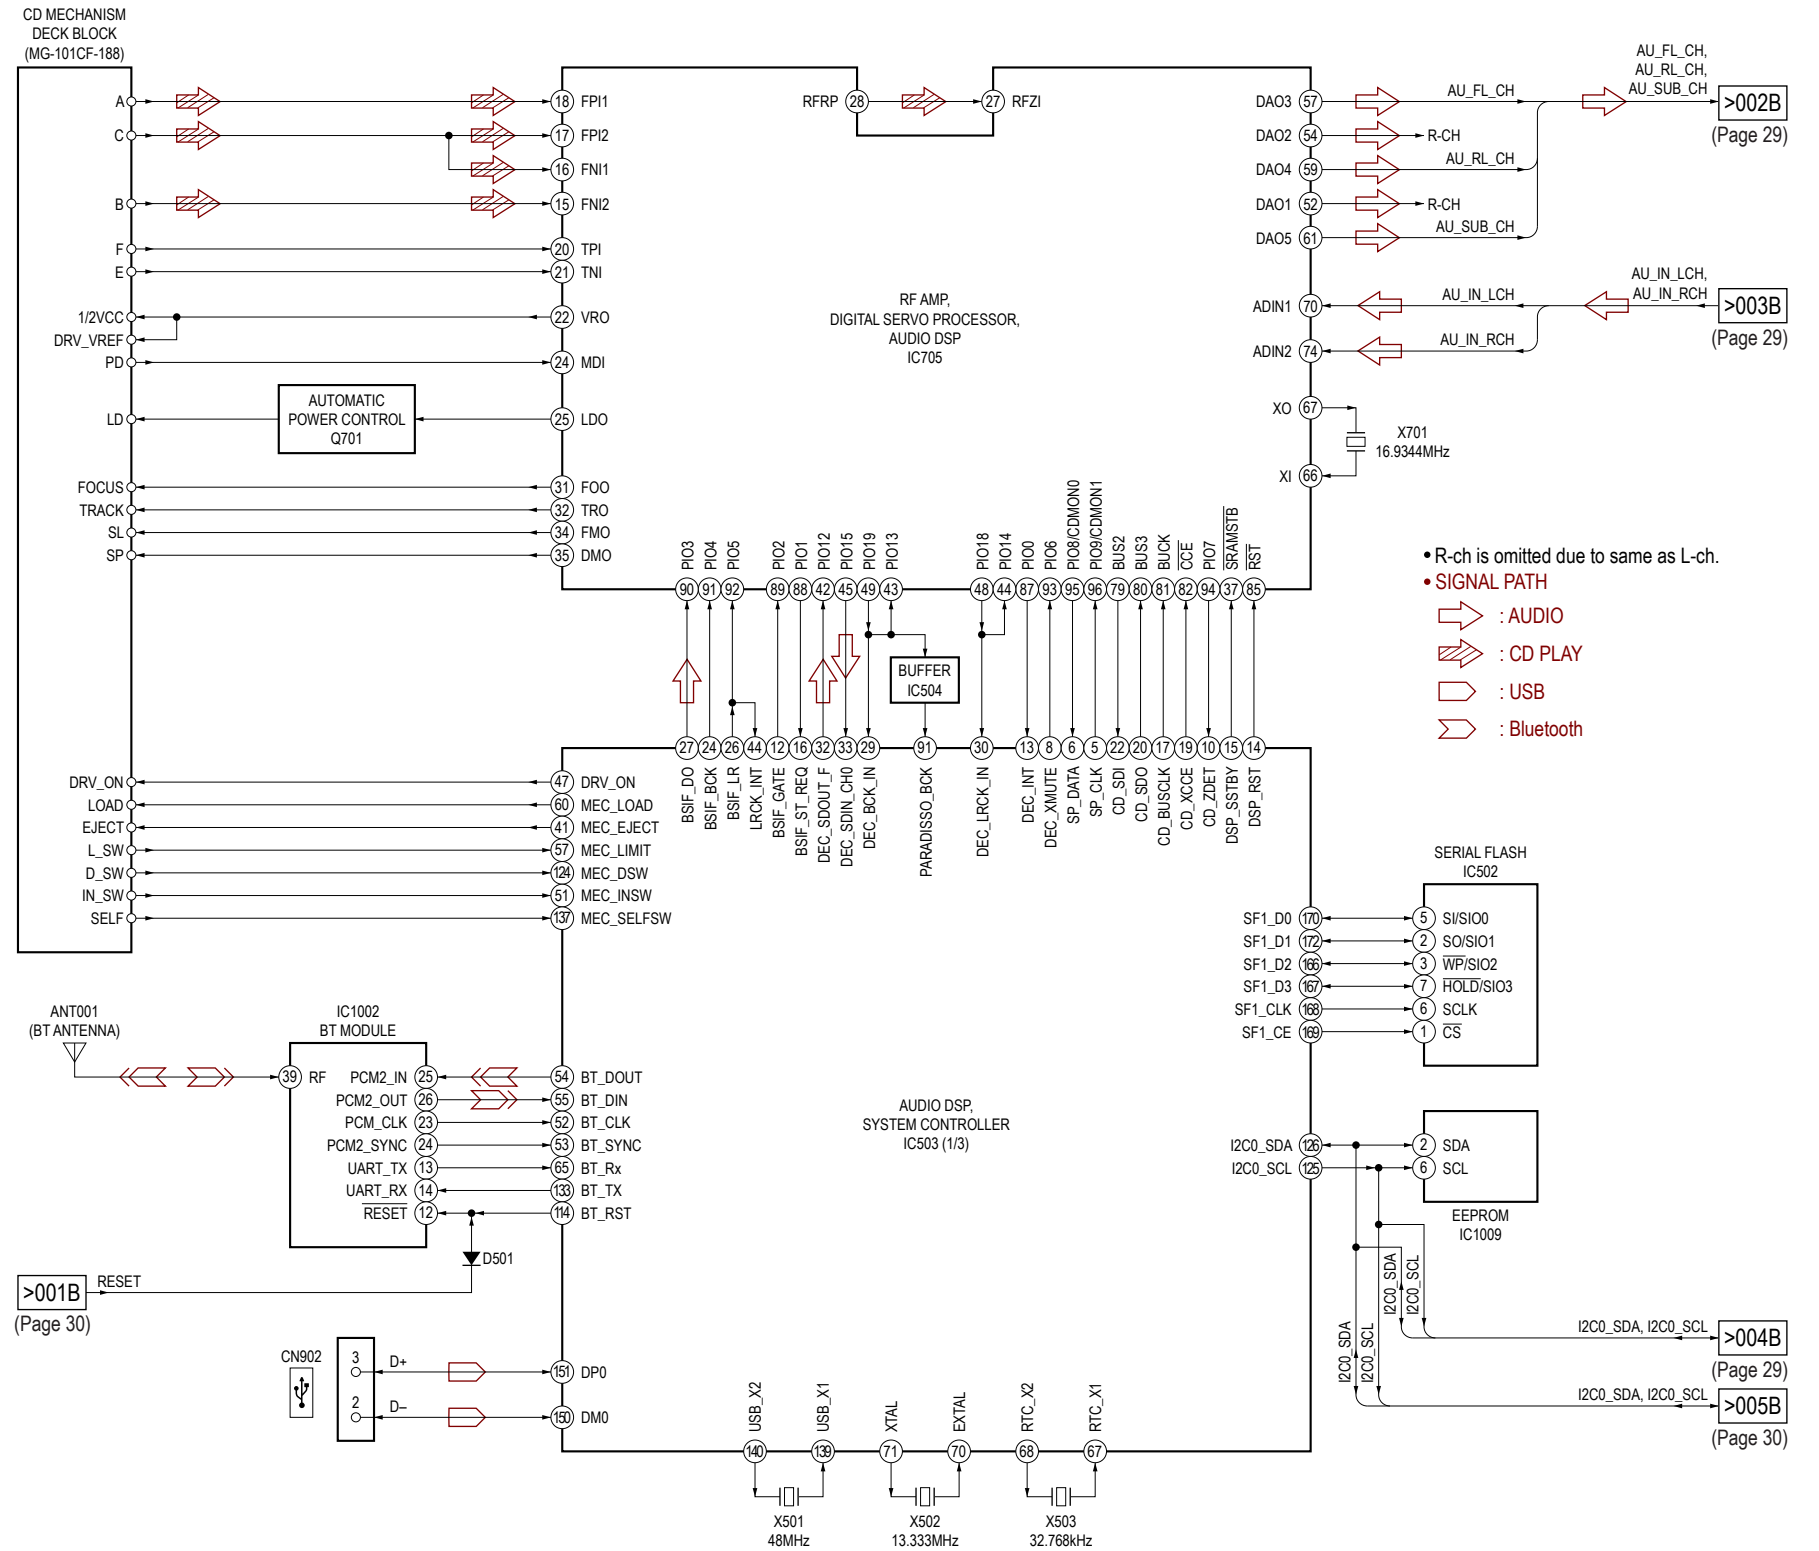 CD MECHANISM
DECK BLOCK
(MG-101CF-188)
A
C
B
F
E
1/2VCC
DRV_VREF
PD
LD
FOCUS
TRACK
SL
SP
AUTOMATIC
POWER CONTROL
Q701
18 FPI1
17 FPI2
16 FNI1
15 FNI2
20 TPI
21 TNI
22 VRO
24 MDI
25 LDO
31 FOO
32 TRO
34 FMO
35 DMO
RFRP 28
27 RFZI
RF AMP,
DIGITAL SERVO PROCESSOR,
AUDIO DSP
IC705
DAO3 57
DAO2 54
DAO4 59
DAO1 52
DAO5 61
ADIN1 70
ADIN2 74
XO 67
XI 66
AU_FL_CH
R-CH
AU_RL_CH
R-CH
AU_SUB_CH
AU_FL_CH,
AU_RL_CH,
AU_SUB_CH
>002B
(Page 29)
AU_IN_LCH
AU_IN_RCH
AU_IN_LCH,
AU_IN_RCH
>003B
(Page 29)
X701
16.9344MHz
• R-ch is omitted due to same as L-ch.
• SIGNAL PATH
: AUDIO
: CD PLAY
: USB
: Bluetooth
PIO3
PIO4
PIO5
PIO2
PIO1
PIO12
PIO15
PIO19
PIO13
PIO18
PIO14
PIO0
PIO6
PIO8/CDMON0
PIO9/CDMON1
BUS2
BUS3
BUCK
CCE
PIO7
SRAMSTB
RST
90 91 92 89 88 42 45 49 43 48 44 87 93 95 96 79 80 81 82 94 37 85
BUFFER
IC504
27 24 26 44 12 16 32 33 29 91 30 13 8 6 5 22 20 17 19 10 15 14
BSIF_DO
BSIF_BCK
BSIF_LR
LRCK_INT
BSIF_GATE
BSIF_ST_REQ
DEC_SDOUT_F
DEC_SDIN_CH0
DEC_BCK_IN
PARADISSO_BCK
DEC_LRCK_IN
DEC_INT
DEC_XMUTE
SP_DATA
SP_CLK
CD_SDI
CD_SDO
CD_BUSCLK
CD_XCCE
CD_ZDET
DSP_SSTBY
DSP_RST
DRV_ON
LOAD
EJECT
L_SW
D_SW
IN_SW
SELF
47 DRV_ON
60 MEC_LOAD
41 MEC_EJECT
57 MEC_LIMIT
124 MEC_DSW
51 MEC_INSW
137 MEC_SELFSW
SERIAL FLASH
IC502
SF1_D0 170
SF1_D1 172
SF1_D2 166
SF1_D3 167
SF1_CLK 168
SF1_CE 169
5 SI/SIO0
2 SO/SIO1
3 WP/SIO2
7 HOLD/SIO3
6 SCLK
1 CS
ANT001
(BT ANTENNA)
IC1002
BT MODULE
39 RF
PCM2_IN 25
PCM2_OUT 26
PCM_CLK 23
PCM2_SYNC 24
UART_TX 13
UART_RX 14
RESET 12
54 BT_DOUT
55 BT_DIN
52 BT_CLK
53 BT_SYNC
65 BT_Rx
133 BT_TX
114 BT_RST
D501
AUDIO DSP,
SYSTEM CONTROLLER
IC503 (1/3)
I2C0_SDA 126
I2C0_SCL 125
2 SDA
6 SCL
EEPROM
IC1009
>001B
RESET
(Page 30)
I2C0_SDA
I2C0_SCL
I2C0_SDA
I2C0_SCL
I2C0_SDA, I2C0_SCL
>004B
(Page 29)
I2C0_SDA, I2C0_SCL
>005B
(Page 30)
CN902
3
D+
2
D–
151 DP0
150 DM0
USB_X2
USB_X1
XTAL
EXTAL
RTC_X2
RTC_X1
140 139 71 70 68 67
X501
48MHz
X502
13.333MHz
X503
32.768kHz